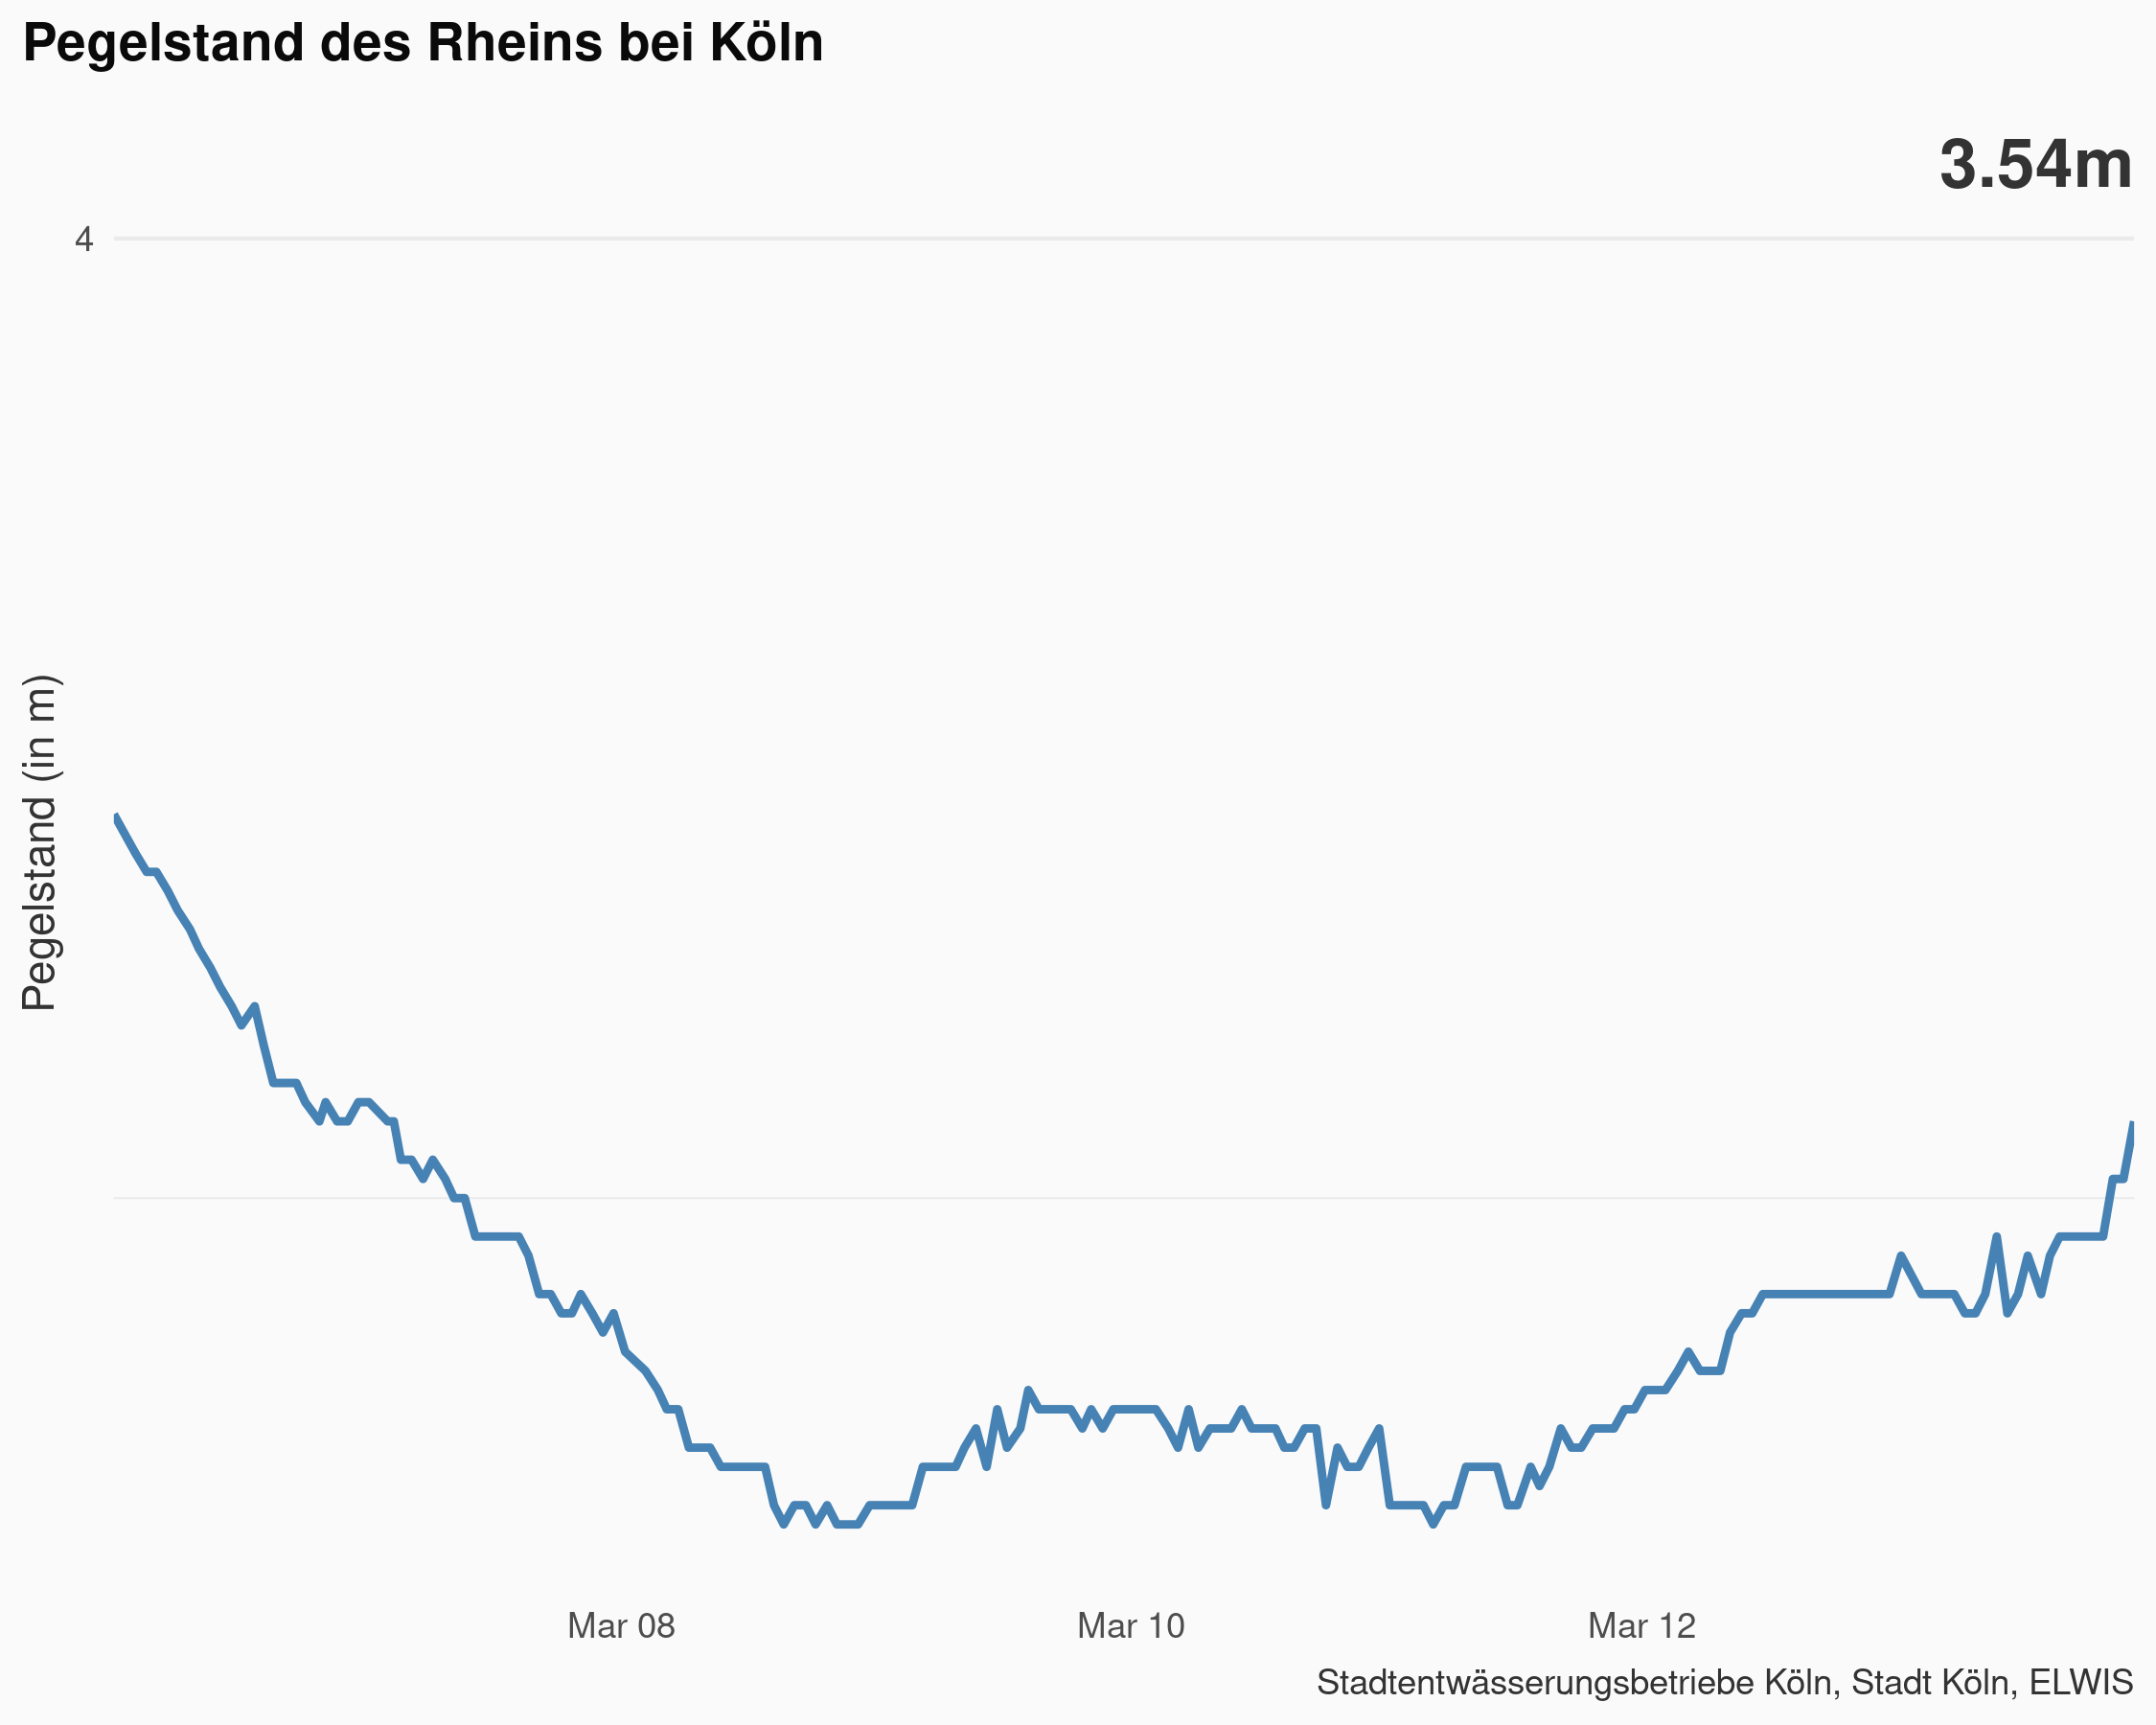 Pegelstand des Rheins bei Köln
3.54m
4
Pegelstand (in m)
Mar 08
Mar 10
Mar 12
Stadtentwässerungsbetriebe Köln, Stadt Köln, ELWIS